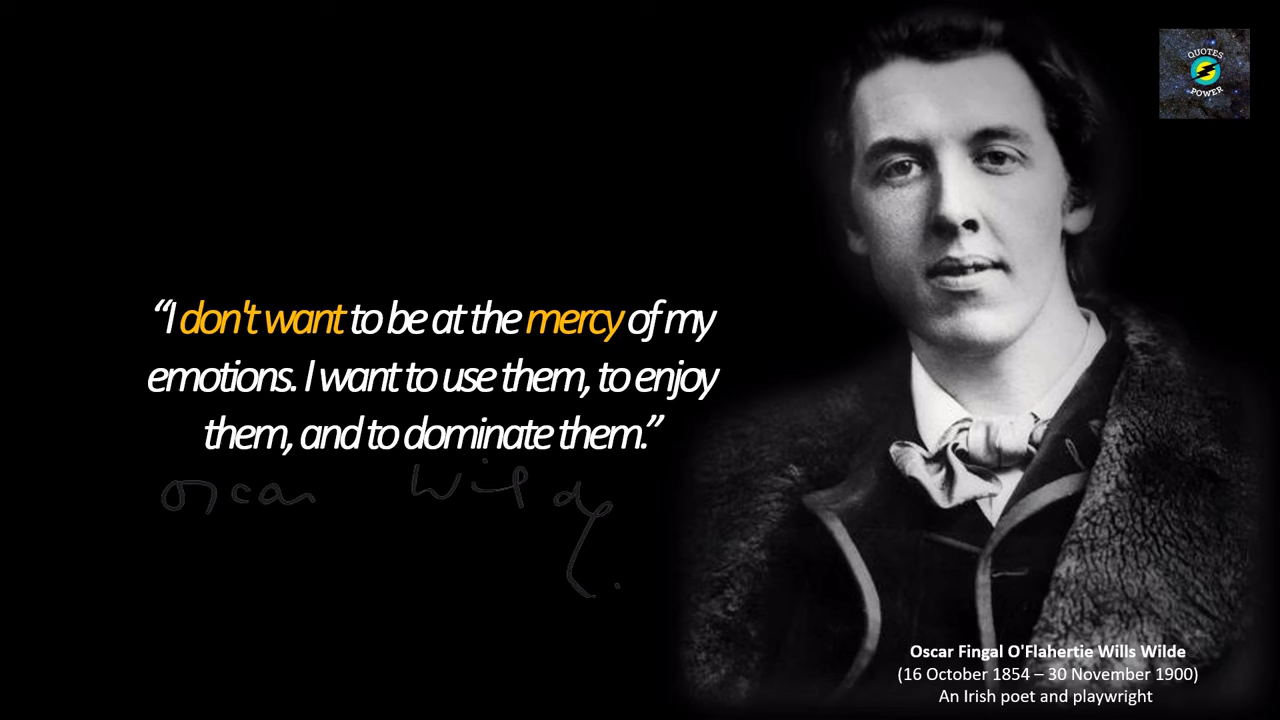 QUOTES
POWER
“I don't want to be at the mercy of my
emotions. I want to use them, to enjoy
them, and to dominate them.”
Oscar Wilde.
Oscar Fingal O'Flahertie Wills Wilde
(16 October 1854 – 30 November 1900)
An Irish poet and playwright